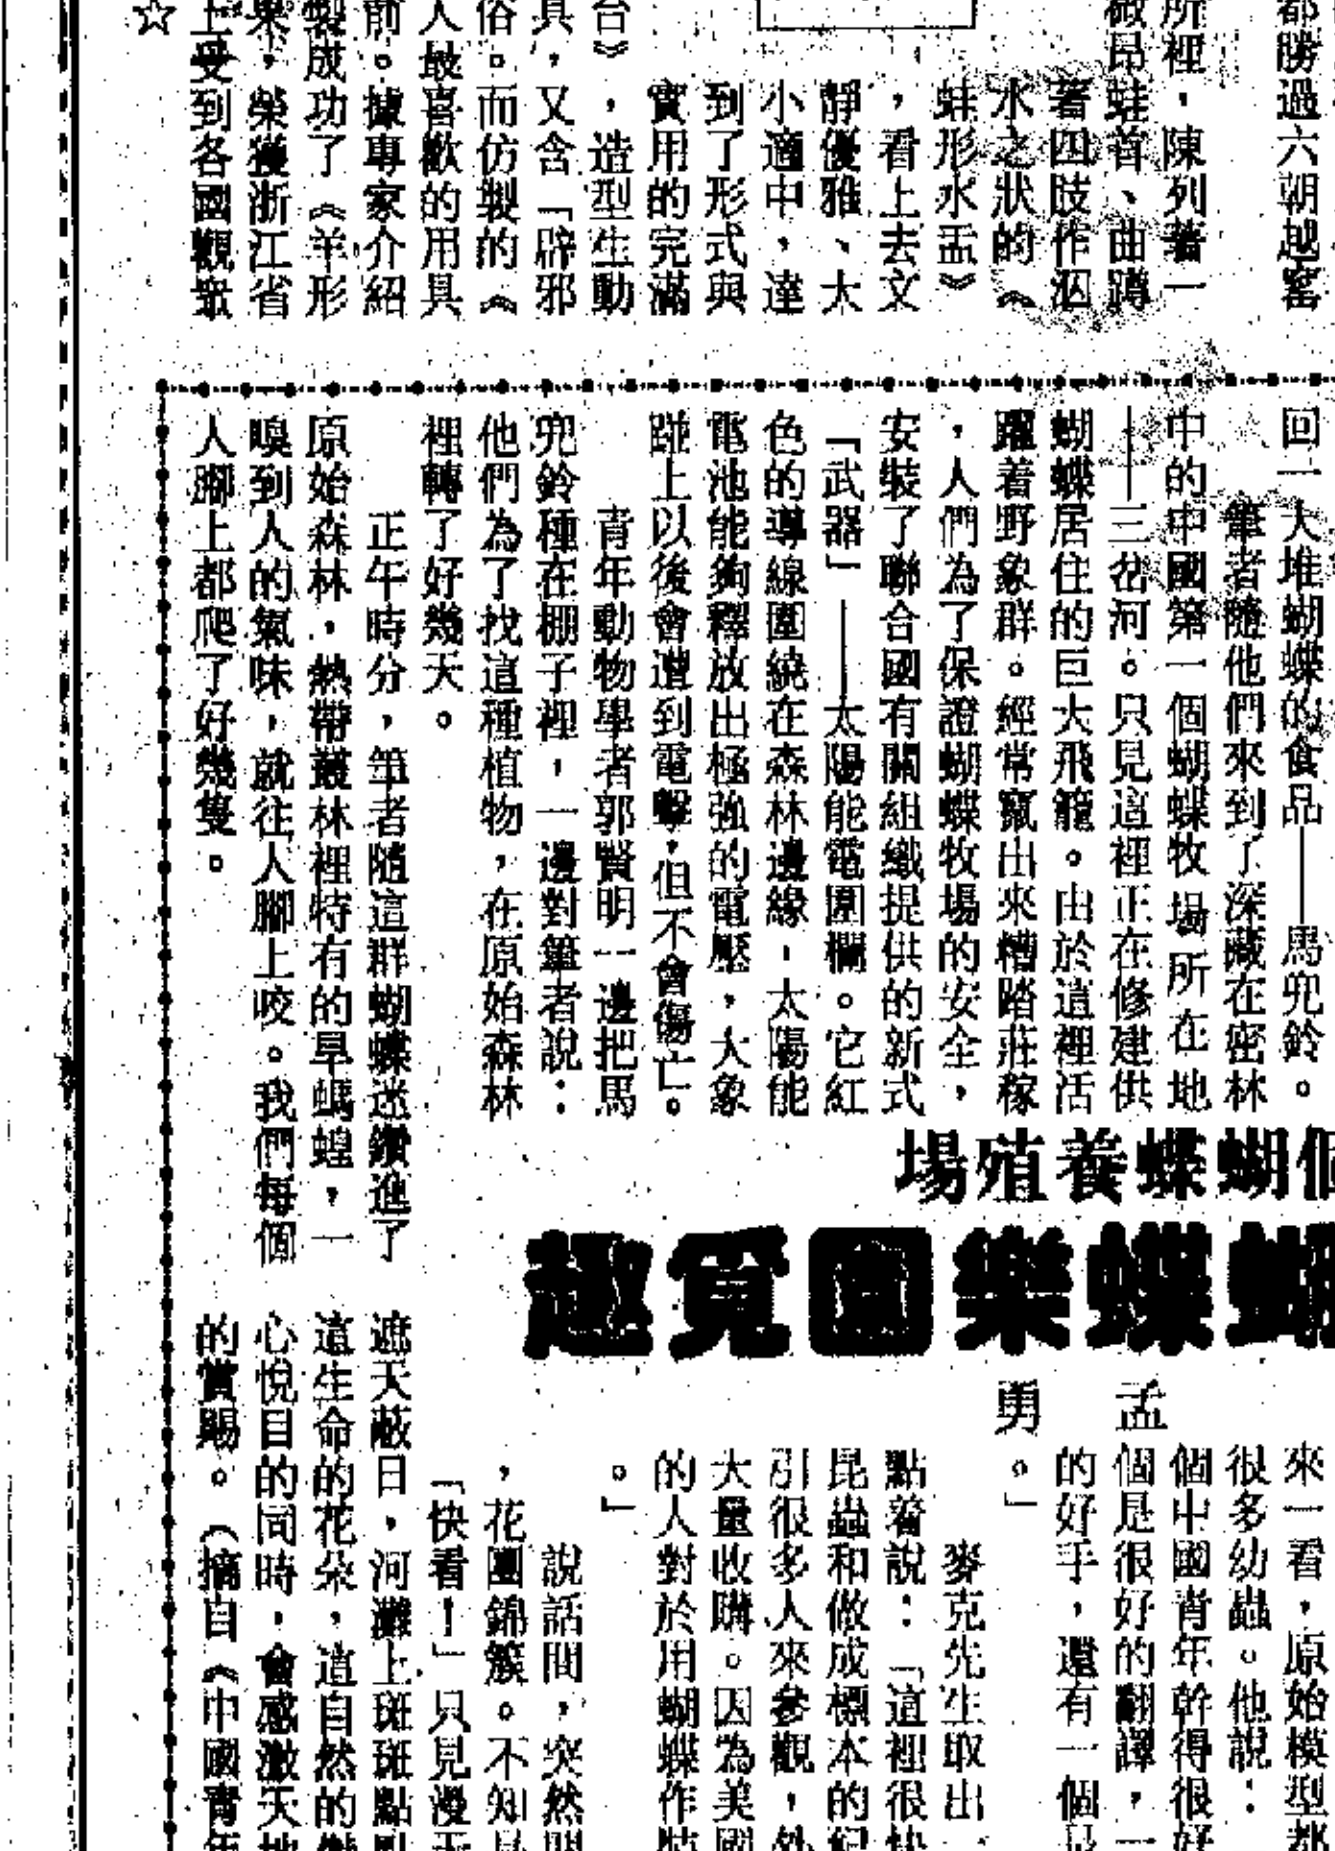 都勝過六朝越窰
所裡，陳列著一
昂蛙首、曲蹲
著四肢作泅
水之狀的《
蛙形水盂》
，看上去文
靜優雅、大
小適中，達
到了形式與
實用的完滿
台》，造型生動
具，又含「辟邪
俗。而仿製的《
人最喜歡的用具
前。據專家介紹
製成功了《羊形
果，榮獲浙江省
上受到各國觀眾
☆
回一大堆蝴蝶的食品——馬兜鈴。
筆者隨他們來到了深藏在密林
中的中國第一個蝴蝶牧場所在地
——三岔河。只見這裡正在修建供
蝴蝶居住的巨大飛籠。由於這裡活
躍着野象群。經常竄出來糟踏莊稼
，人們為了保證蝴蝶牧場的安全，
安裝了聯合國有關組織提供的新式
「武器」——太陽能電圍欄。它紅
色的導線圍繞在森林邊緣，太陽能
電池能夠釋放出極強的電壓，大象
踫上以後會遭到電擊，但不會傷亡。
青年動物學者郭賢明一邊把馬
兜鈴種在棚子裡，一邊對筆者說：
他們為了找這種植物，在原始森林
裡轉了好幾天。
正午時分，筆者隨這群蝴蝶迷鑽進了
原始森林，熱帶叢林裡特有的旱螞蝗，一
嗅到人的氣味，就往人腳上咬。我們每個
人腳上都爬了好幾隻。
個蝴蝶養殖場
蝴蝶樂園覓趣
孟勇
來一看，原始模型都
很多幼蟲。他說：
個中國青年幹得很好
個是很好的翻譯，一
的好手，還有一個是
。」
麥克先生取出
點着說：「這裡很快
昆蟲和做成標本的紀
引很多人來參觀，外
大量收購。因為美國
的人對於用蝴蝶作裝
。」
說話間，突然間
，花團錦簇。不知是
「快看！」只見漫天
遮天蔽日，河灘上斑斑點點
這生命的花朵，這自然的
心悅目的同時，會感激天地
的賞賜。（摘自《中國青年